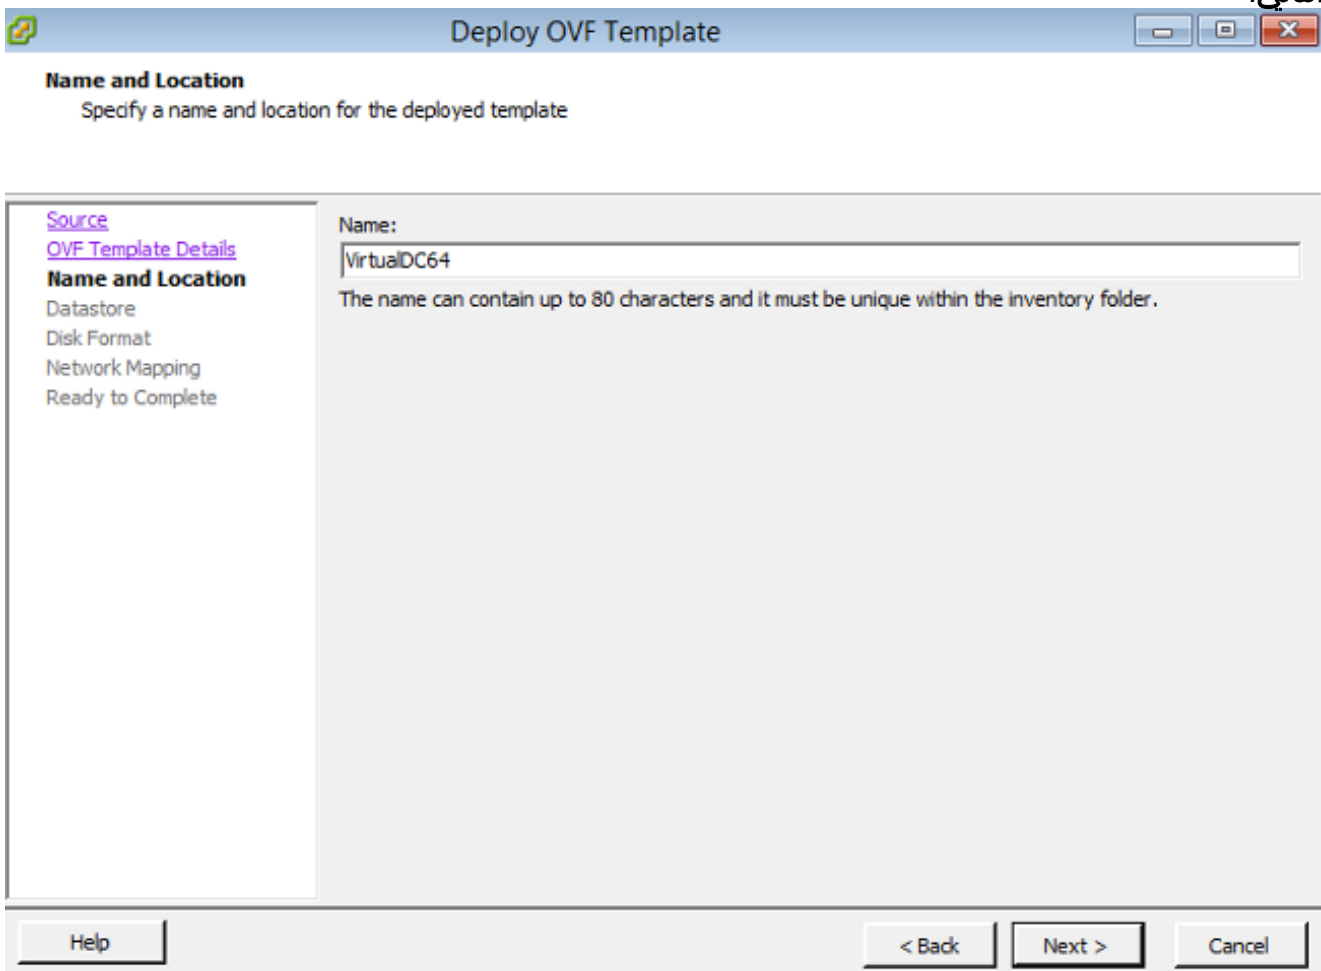 Deploy OVF Template
Name and Location
Specify a name and location for the deployed template
Source
OVF Template Details
Name and Location
Datastore
Disk Format
Network Mapping
Ready to Complete
Name:
VirtualDC64
The name can contain up to 80 characters and it must be unique within the inventory folder.
Help
< Back
Next >
Cancel